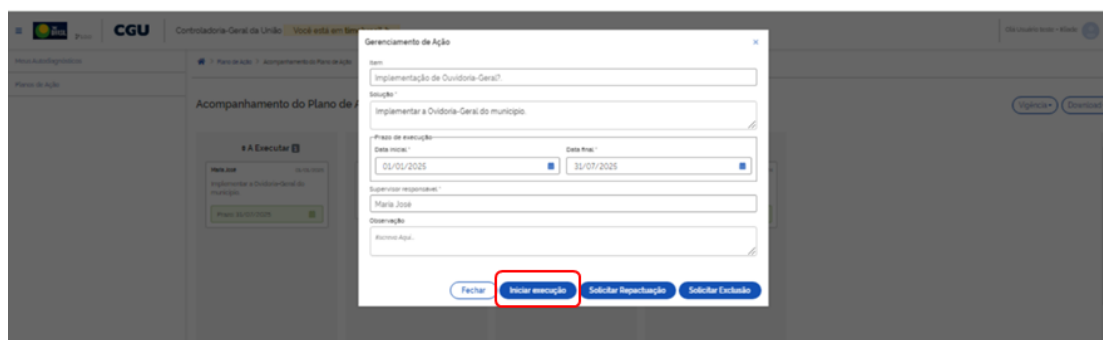 CGU
Controladoria-Geral da União
Você está em
Meus Autodiagnósticos
Planos de Ação
Plano de Ação
Acompanhamento do Plano de Ação
Acompanhamento do Plano de A
Vigência
Download
A Executar
Maria José
Implementar a Ovidoria-Geral do
município.
Prazo: 31/07/2025
Gerenciamento de Ação
Item
Implementação de Ouvidoria-Geral?.
Solução *
Implementar a Ovidoria-Geral do município.
Prazo de execução
Data inicial *
Data final *
01/01/2025
31/07/2025
Supervisor responsável *
Maria José
Observação
Escreva Aqui...
Fechar
Iniciar execução
Solicitar Repactuação
Solicitar Exclusão